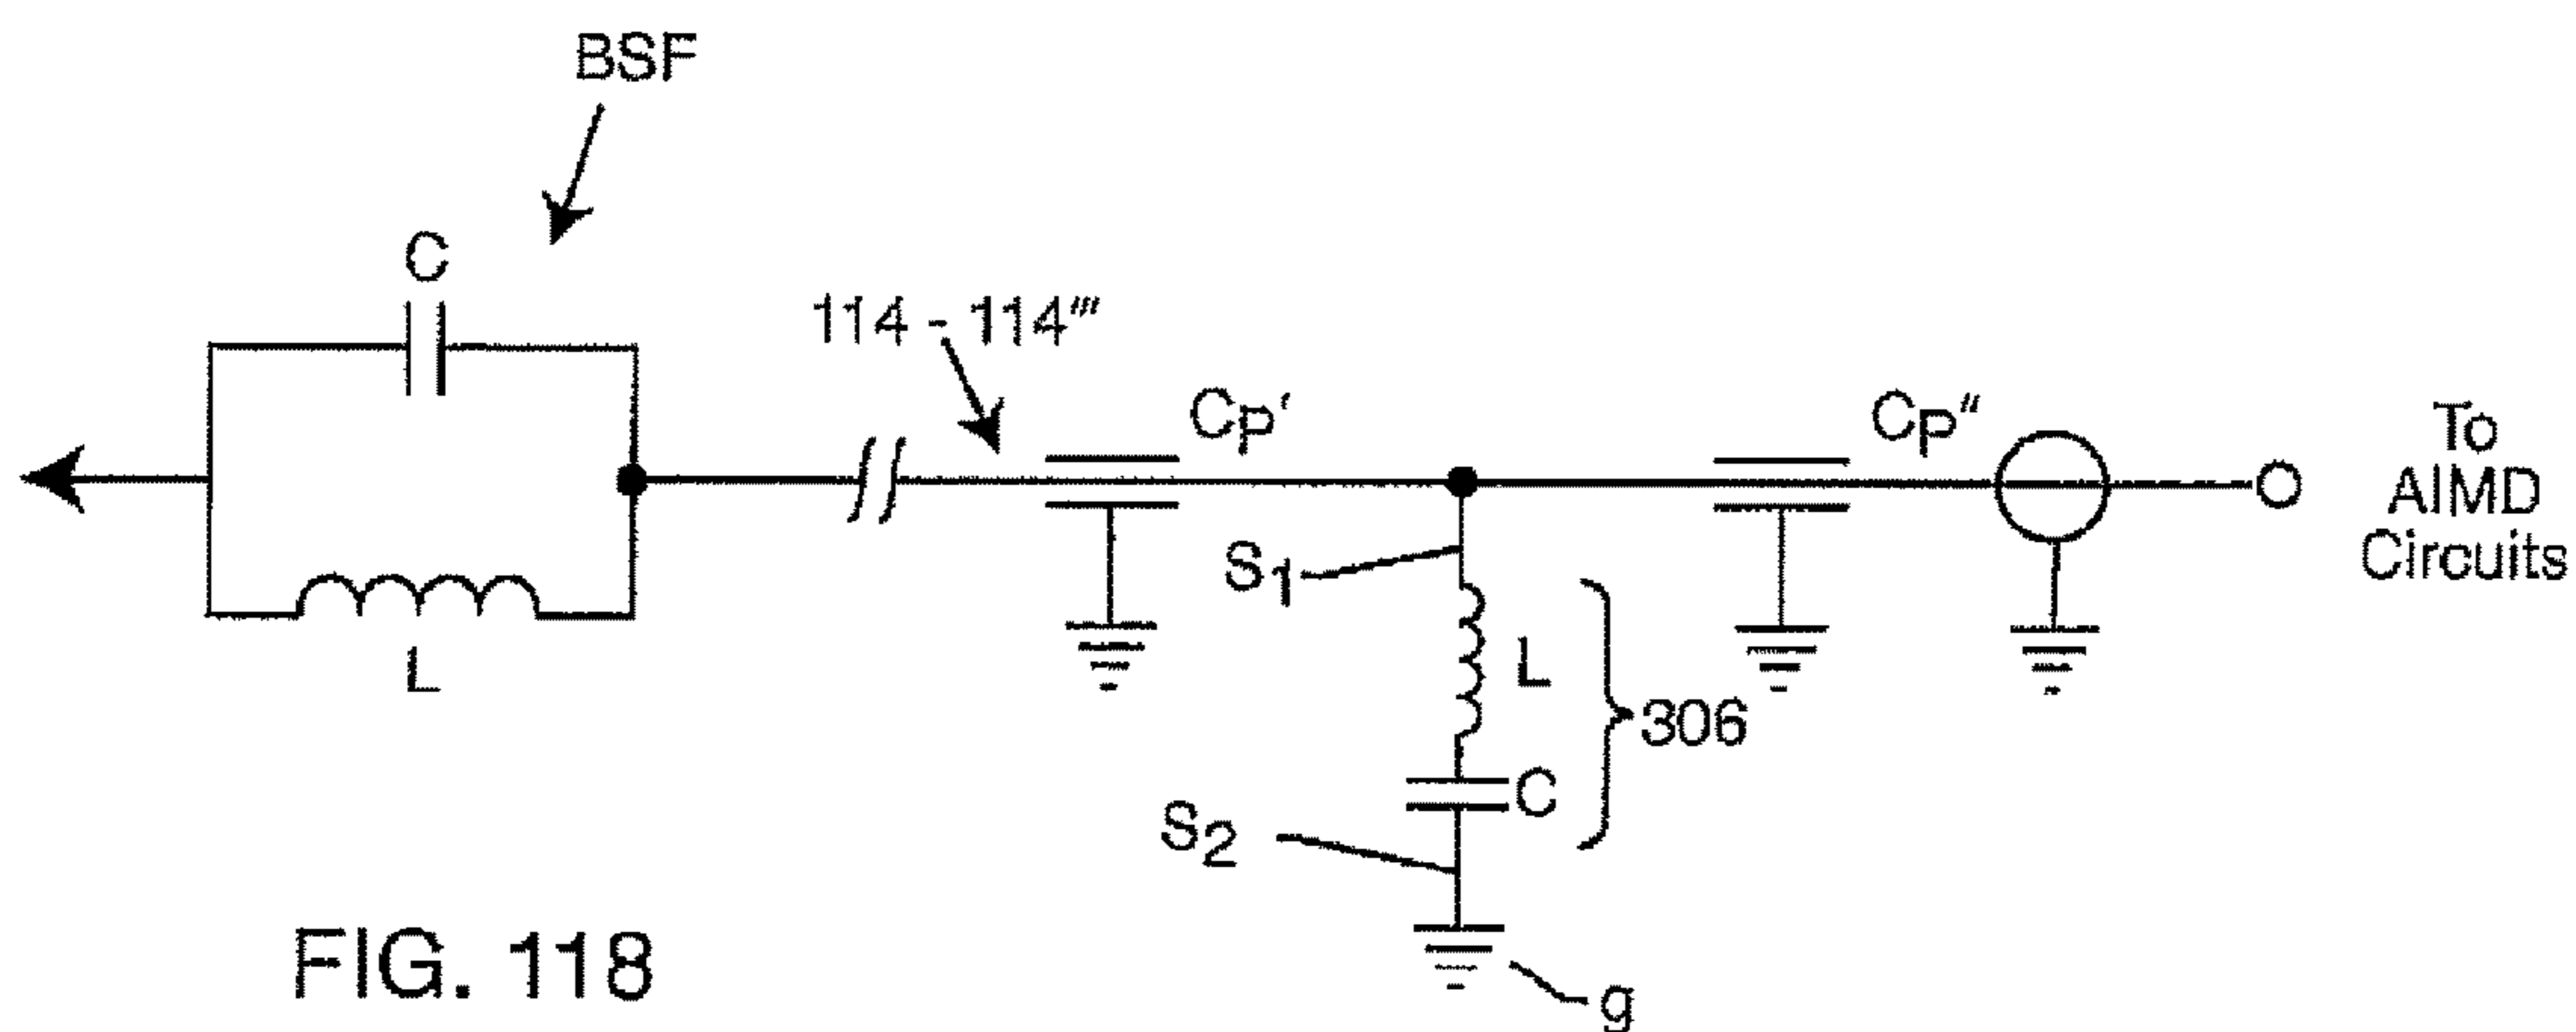 BSF
C
114 - 114‴
CP'
CP"
To
AIMD
Circuits
S1
L
L
306
C
S2
FIG. 118
g